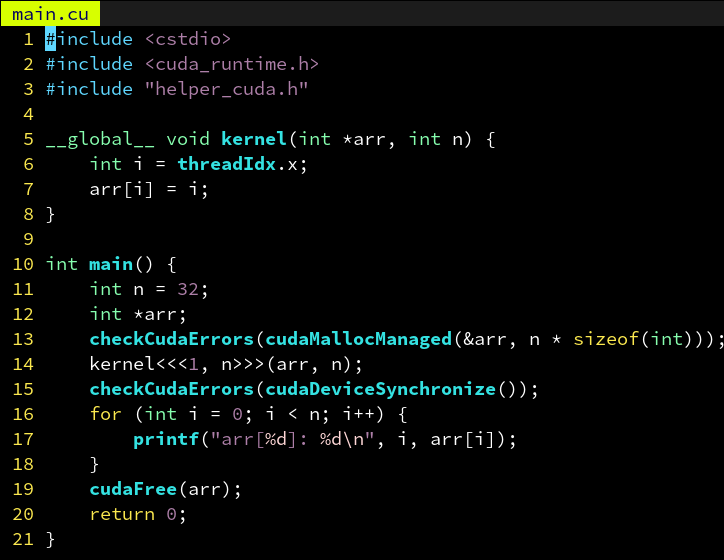 main.cu
1 #include <cstdio>
2 #include <cuda_runtime.h>
3 #include "helper_cuda.h"
4
5 __global__ void kernel(int *arr, int n) {
6     int i = threadIdx.x;
7     arr[i] = i;
8 }
9
10 int main() {
11     int n = 32;
12     int *arr;
13     checkCudaErrors(cudaMallocManaged(&arr, n * sizeof(int)));
14     kernel<<<1, n>>>(arr, n);
15     checkCudaErrors(cudaDeviceSynchronize());
16     for (int i = 0; i < n; i++) {
17         printf("arr[%d]: %d\n", i, arr[i]);
18     }
19     cudaFree(arr);
20     return 0;
21 }